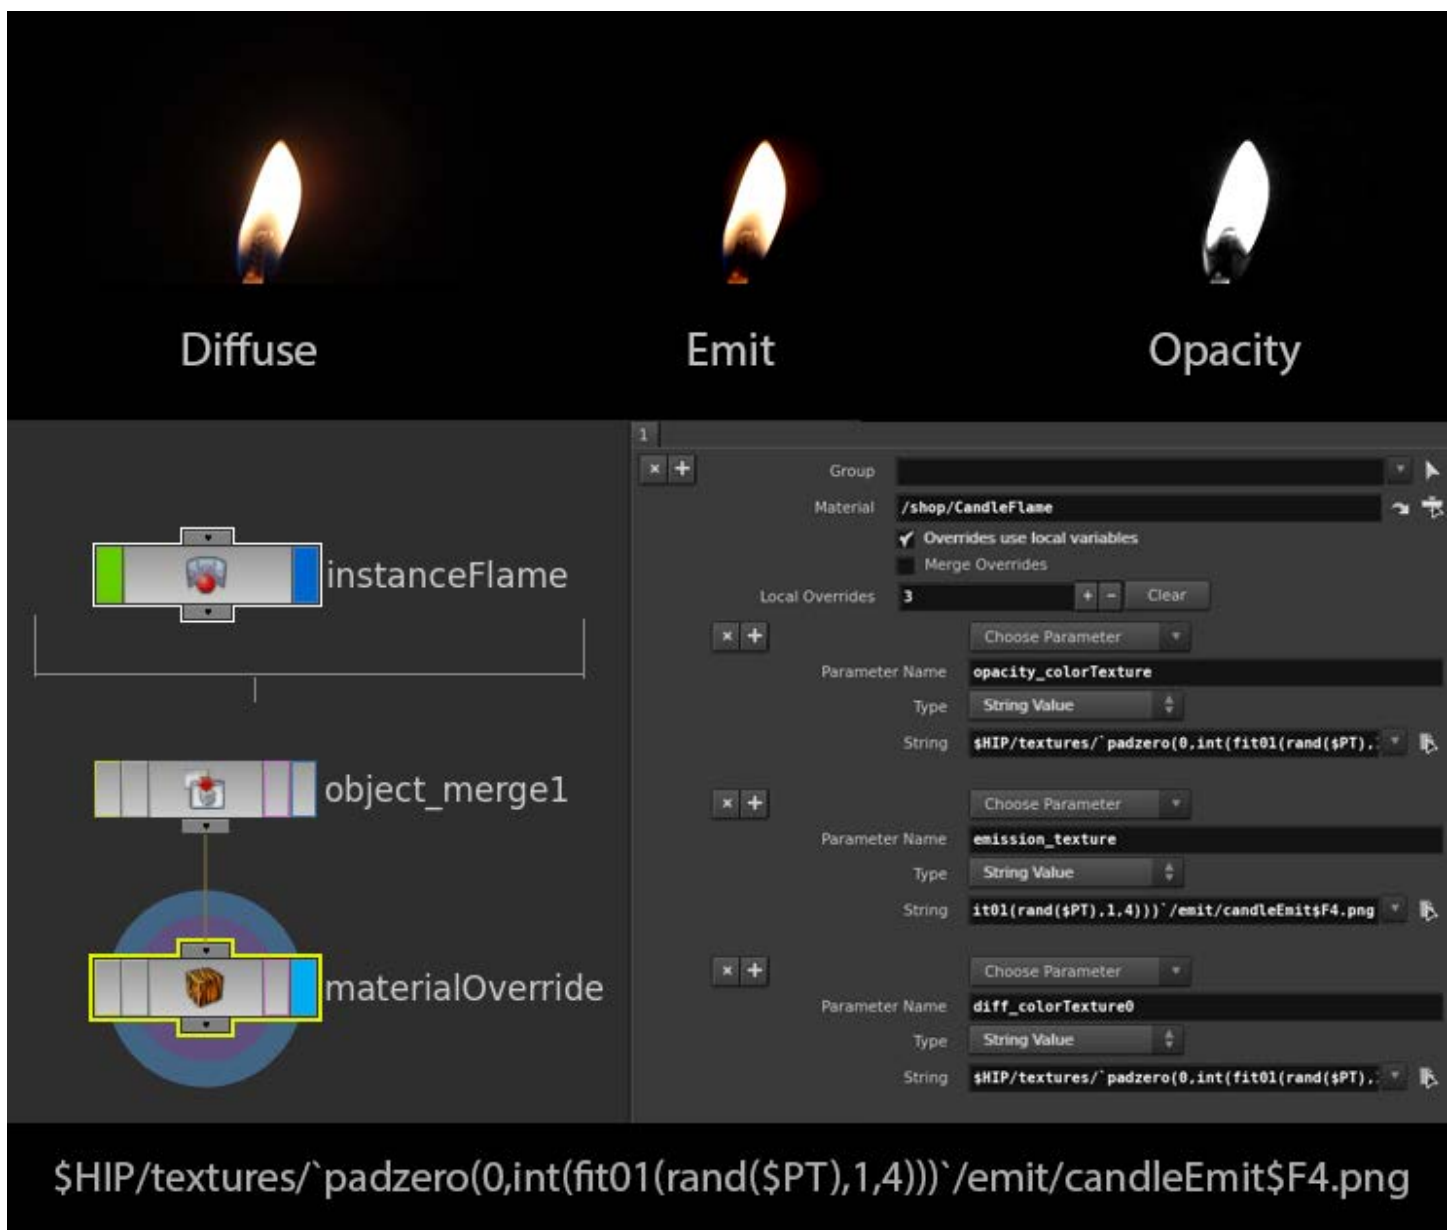 Diffuse
Emit
Opacity
instanceFlame
object_merge1
materialOverride
1
Group
Material /shop/CandleFlame
Overrides use local variables
Merge Overrides
Local Overrides 3 + - Clear
Choose Parameter
Parameter Name opacity_colorTexture
Type String Value
String $HIP/textures/`padzero(0,int(fit01(rand($PT),
Choose Parameter
Parameter Name emission_texture
Type String Value
String it01(rand($PT),1,4)))`/emit/candleEmit$F4.png
Choose Parameter
Parameter Name diff_colorTexture0
Type String Value
String $HIP/textures/`padzero(0,int(fit01(rand($PT),
$HIP/textures/`padzero(0,int(fit01(rand($PT),1,4)))`/emit/candleEmit$F4.png